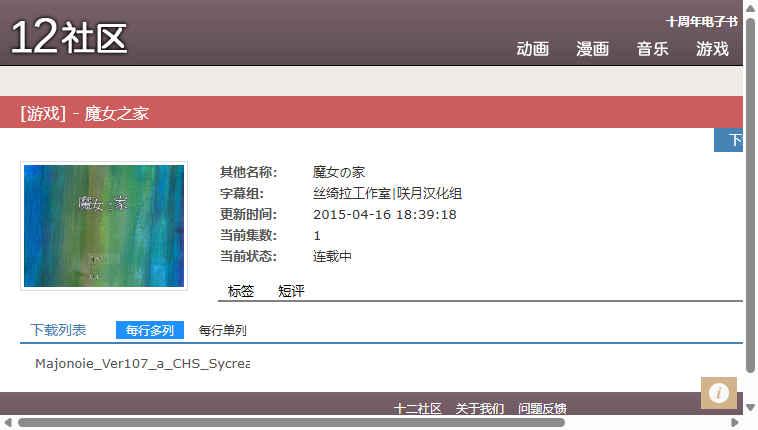 十周年电子书
12社区
动画 漫画 音乐 游戏
[游戏] - 魔女之家
魔女之家
其他名称: 魔女の家
字幕组: 丝绮拉工作室|咲月汉化组
更新时间: 2015-04-16 18:39:18
当前集数: 1
当前状态: 连载中
标签 短评
下载列表 每行多列 每行单列
Majonoie_Ver107_a_CHS_Sycrea
十二社区 关于我们 问题反馈